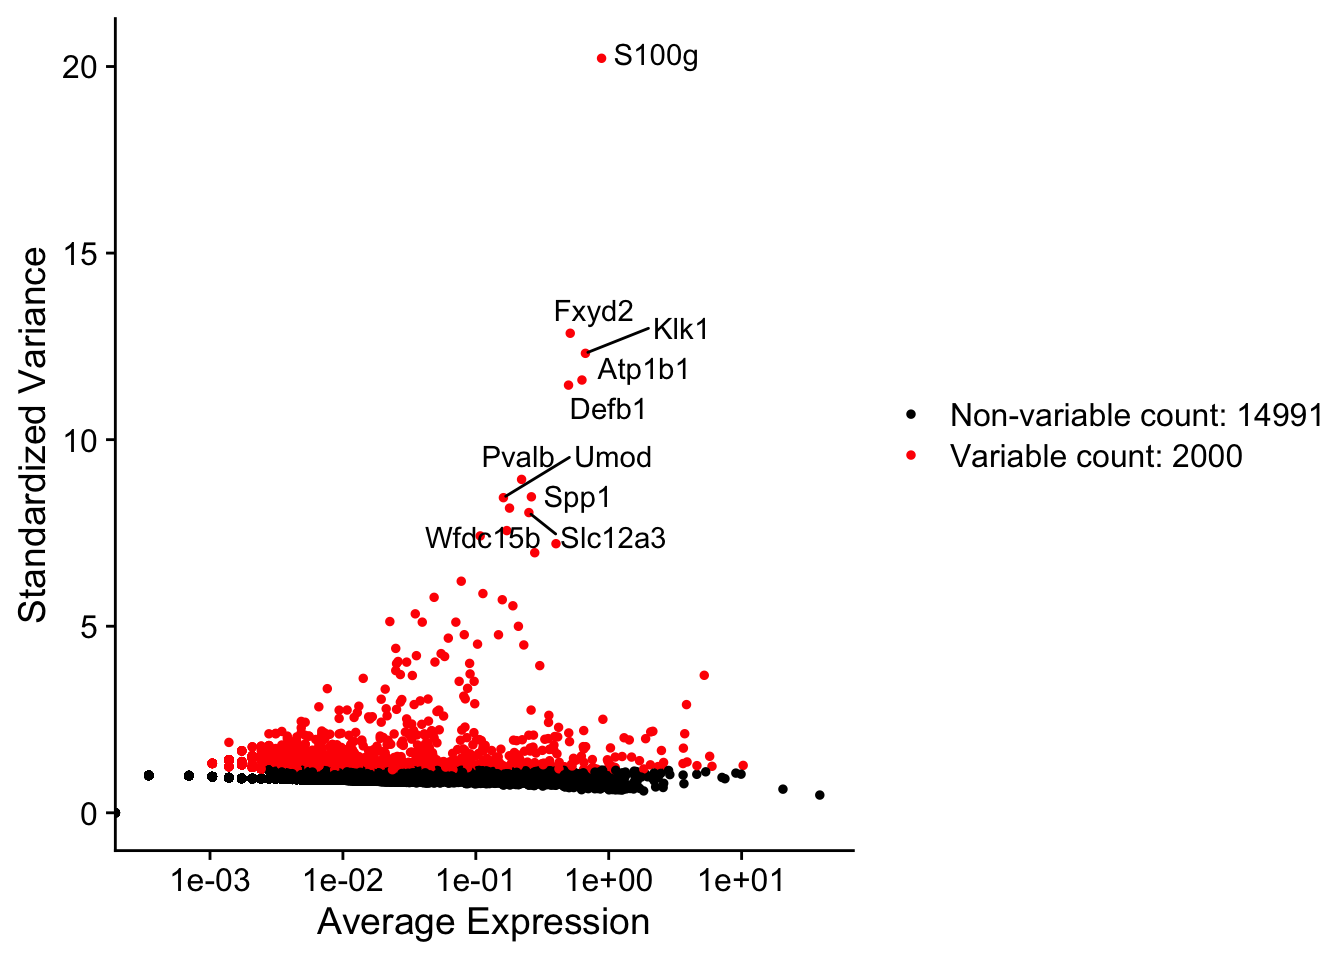 20
S100g
15
Fxyd2
Klk1
Atp1b1
Defb1
Non-variable count: 14991
10
Variable count: 2000
Pvalb
Umod
Spp1
Wfdc15b
Slc12a3
5
0
Standardized Variance
1e-03
1e-02
1e-01
1e+00
1e+01
Average Expression